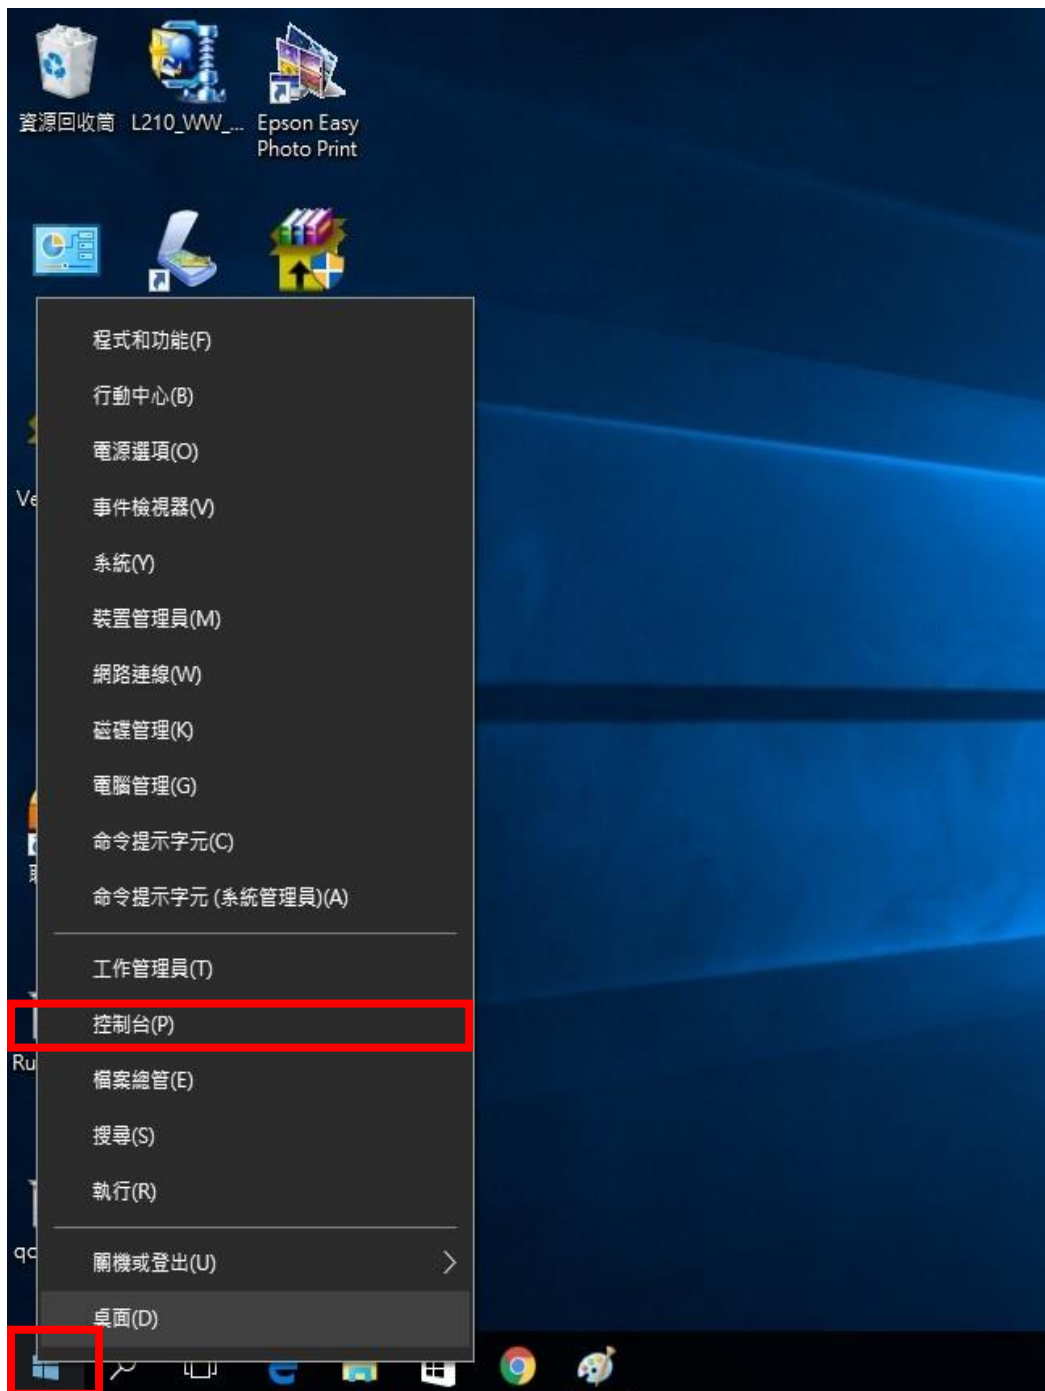 資源回收筒
L210_WW_...
Epson Easy
Photo Print
程式和功能(F)
行動中心(B)
電源選項(O)
事件檢視器(V)
系統(Y)
裝置管理員(M)
網路連線(W)
磁碟管理(K)
電腦管理(G)
命令提示字元(C)
命令提示字元 (系統管理員)(A)
工作管理員(T)
控制台(P)
檔案總管(E)
搜尋(S)
執行(R)
關機或登出(U)
桌面(D)